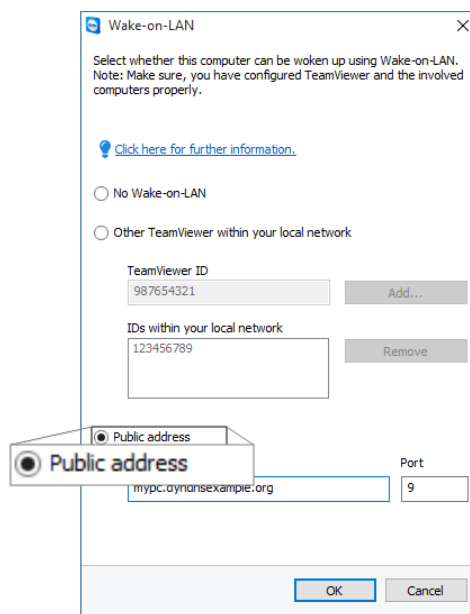 Wake-on-LAN
Select whether this computer can be woken up using Wake-on-LAN.
Note: Make sure, you have configured TeamViewer and the involved
computers properly.
Click here for further information.
No Wake-on-LAN
Other TeamViewer within your local network
TeamViewer ID
987654321
Add...
IDs within your local network
123456789
Remove
Public address
Public address
Port
mypc.dyndnsexample.org
9
OK
Cancel